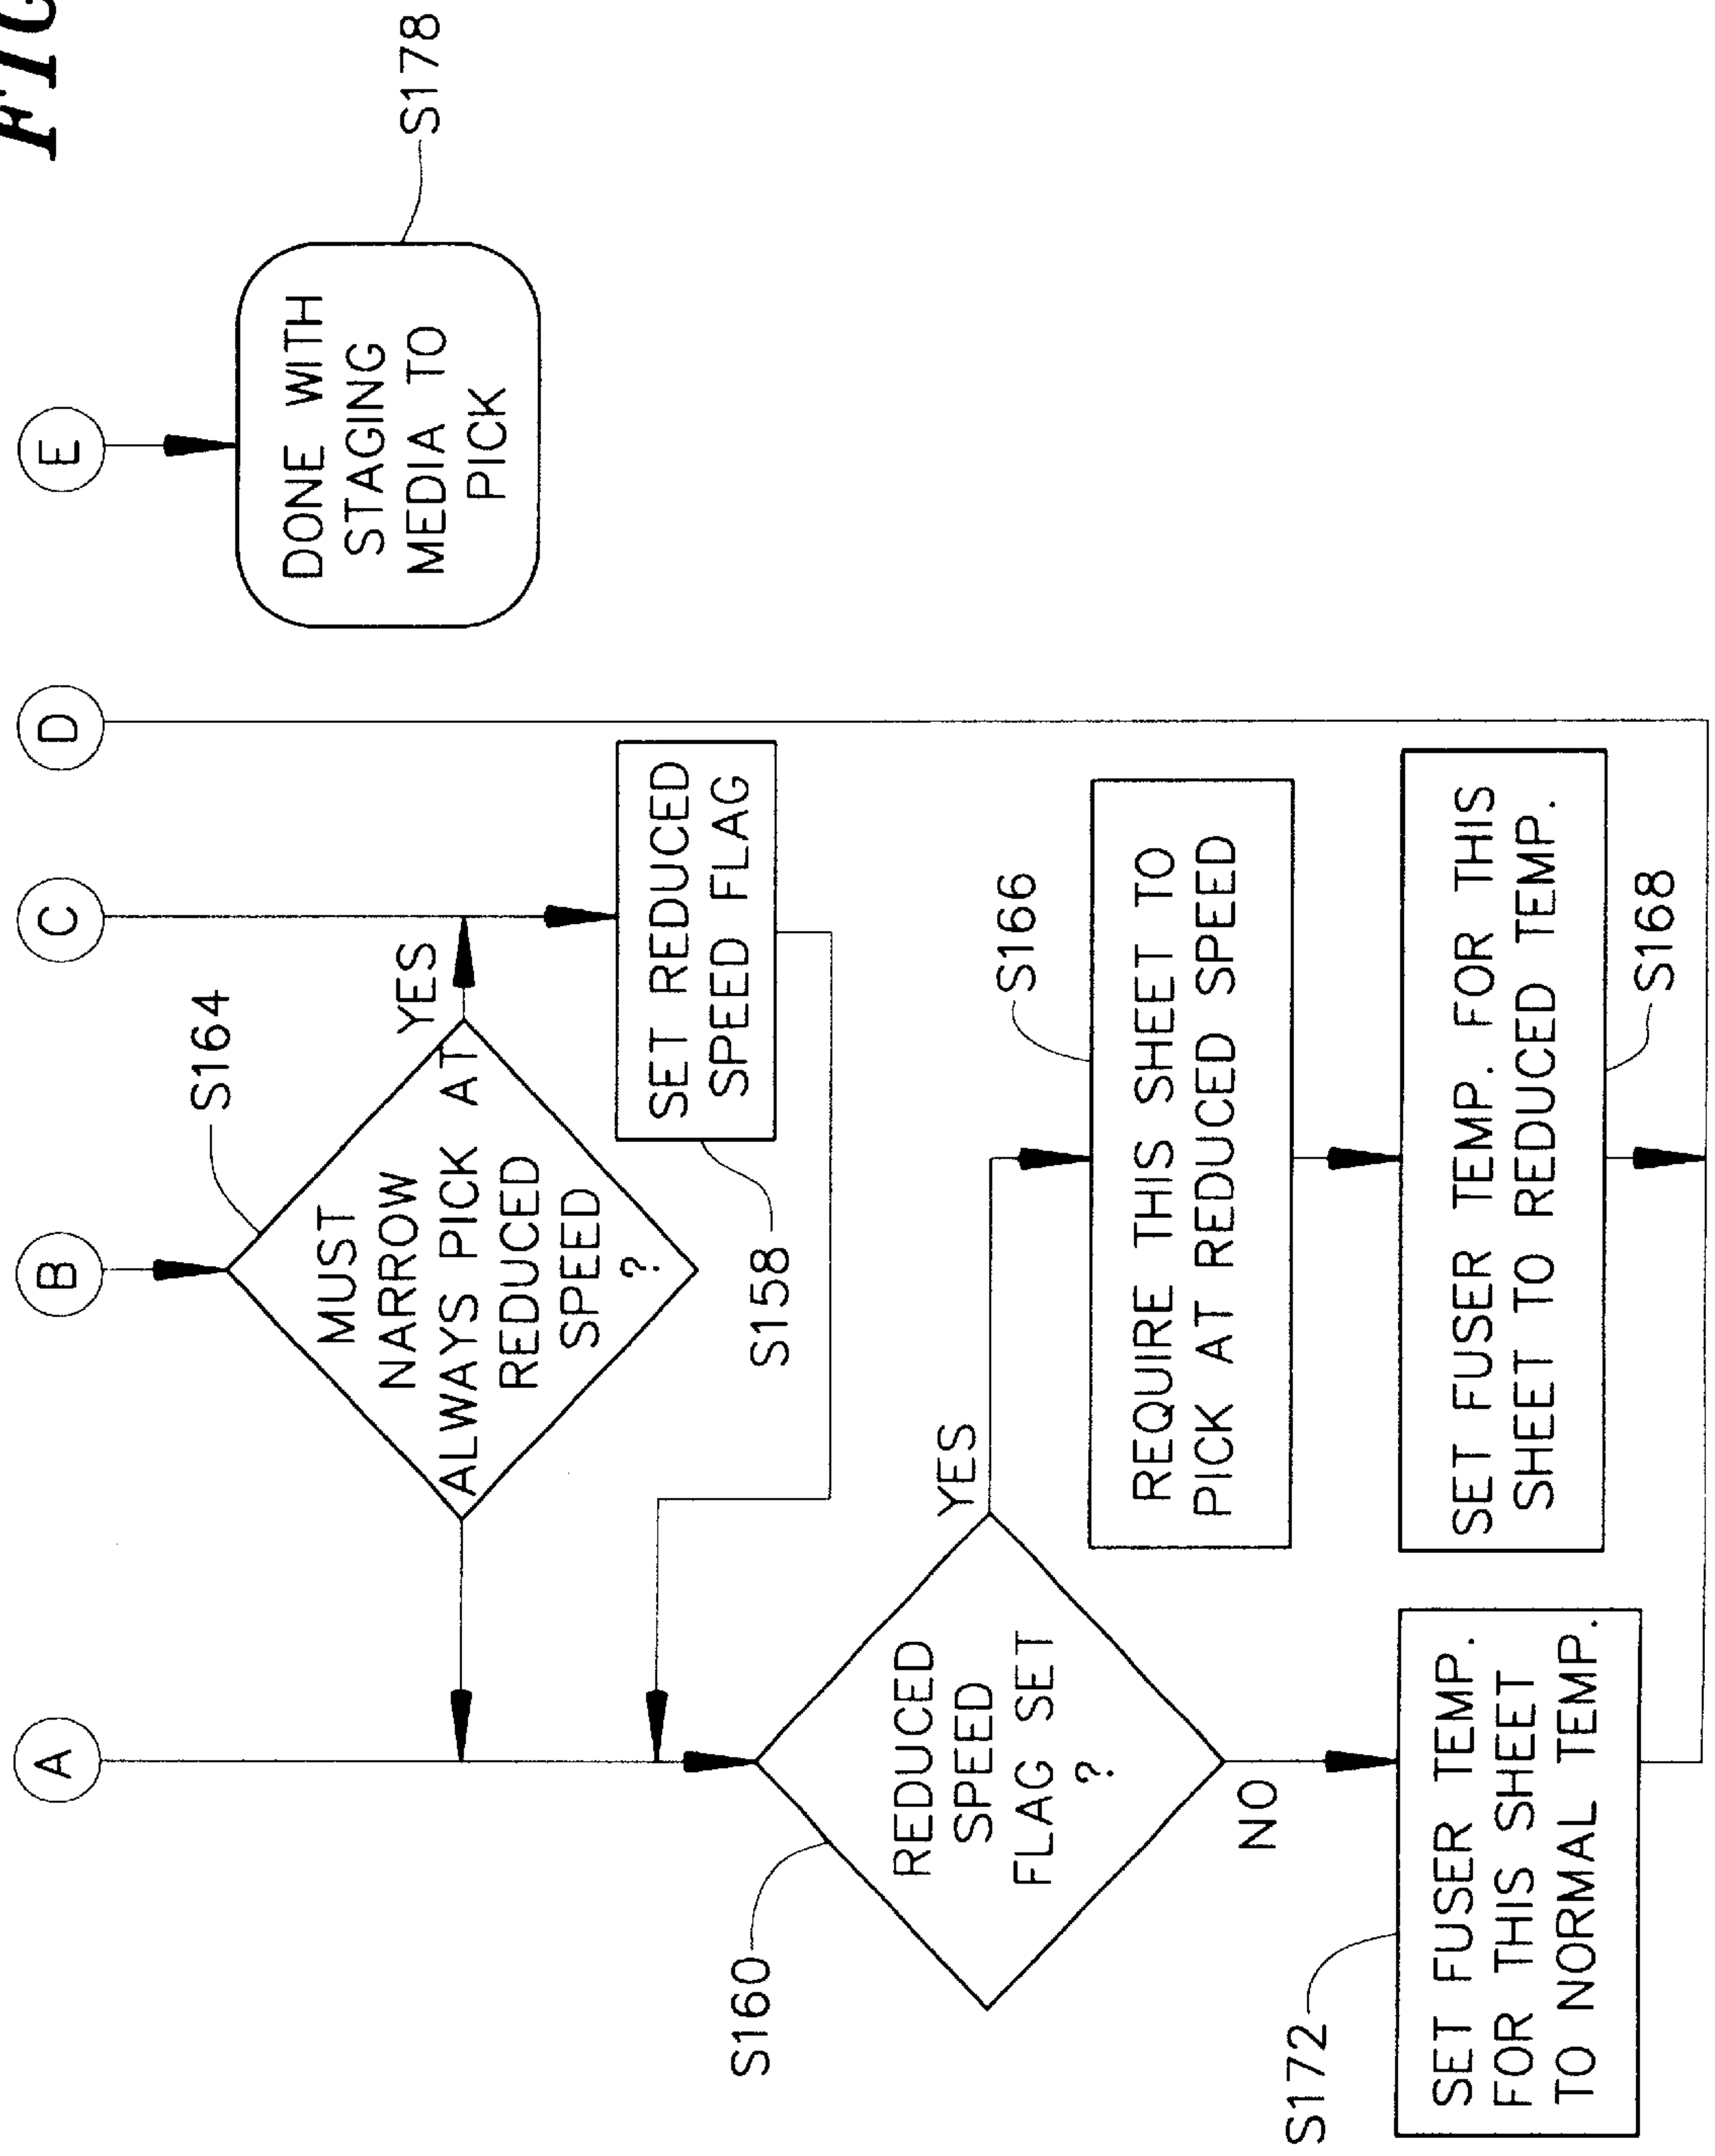 FIG
A
B
C
D
E
S164
MUST
NARROW
ALWAYS PICK AT
REDUCED
SPEED
?
YES
DONE WITH
STAGING
MEDIA TO
PICK
S178
SET REDUCED
SPEED FLAG
S158
S160
REDUCED
SPEED
FLAG SET
?
YES
NO
S166
REQUIRE THIS SHEET TO
PICK AT REDUCED SPEED
S172
SET FUSER TEMP.
FOR THIS SHEET
TO NORMAL TEMP.
SET FUSER TEMP. FOR THIS
SHEET TO REDUCED TEMP.
S168